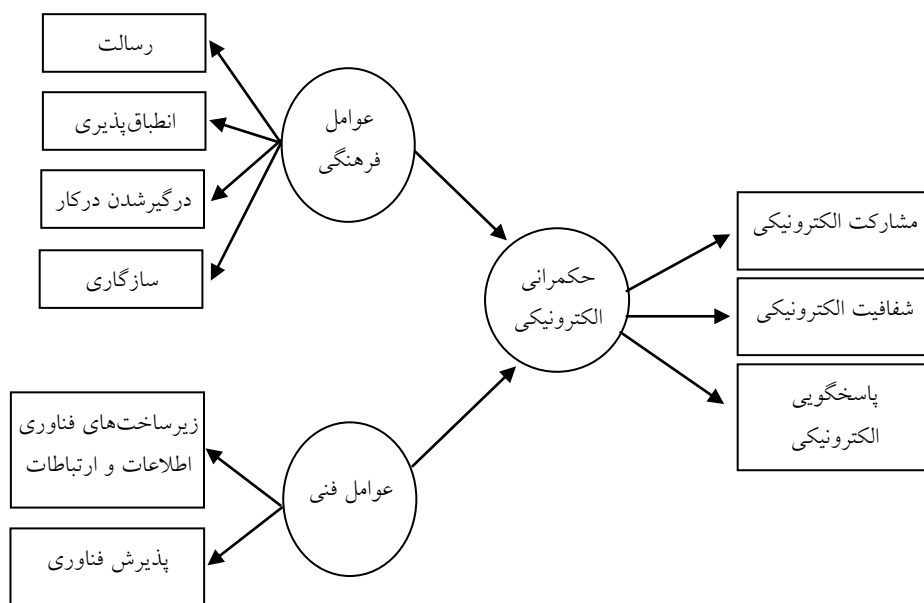 رسالت
انطباق‌پذیری
درگیرشدن درکار
سازگاری
عوامل
فرهنگی
حکمرانی
الکترونیکی
مشارکت الکترونیکی
شفافیت الکترونیکی
پاسخگویی
الکترونیکی
زیرساخت‌های فناوری
اطلاعات و ارتباطات
پذیرش فناوری
عوامل فنی